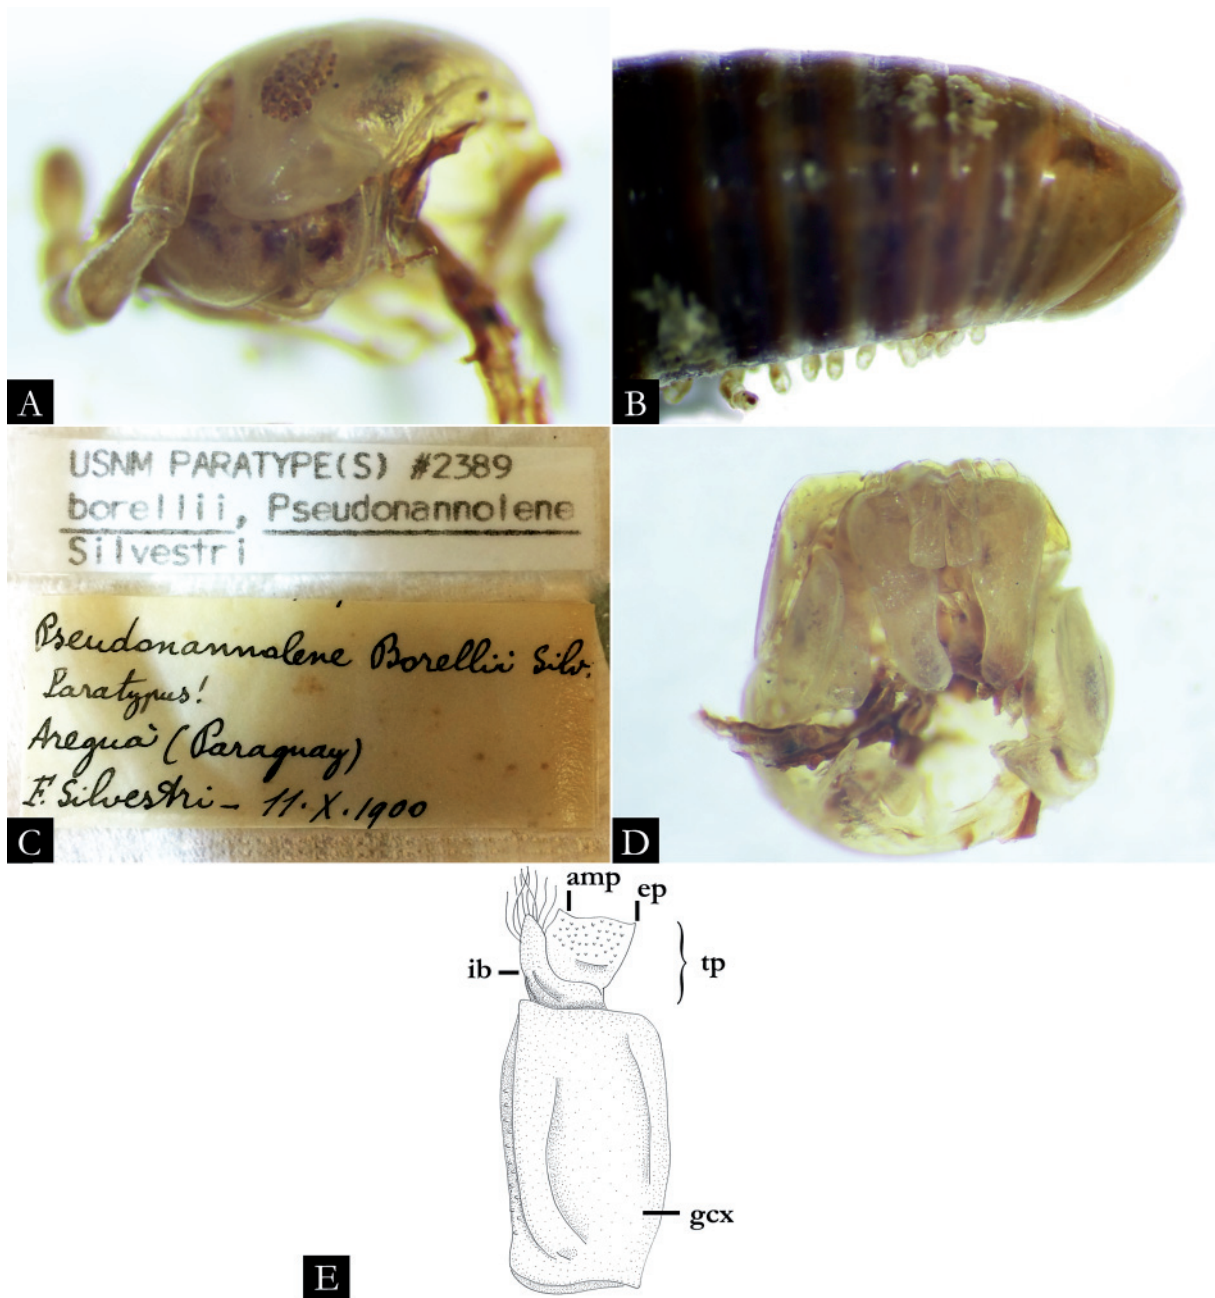 A
B
USNM PARATYPE(S) #2389
borellii, Pseudonannolene
Silvestri
Pseudonannolene Borellii Silv.
Paratypus!
Areguà (Paraguay)
F. Silvestri - 11.X.1900
C
D
amp
ep
ib
tp
gcx
E